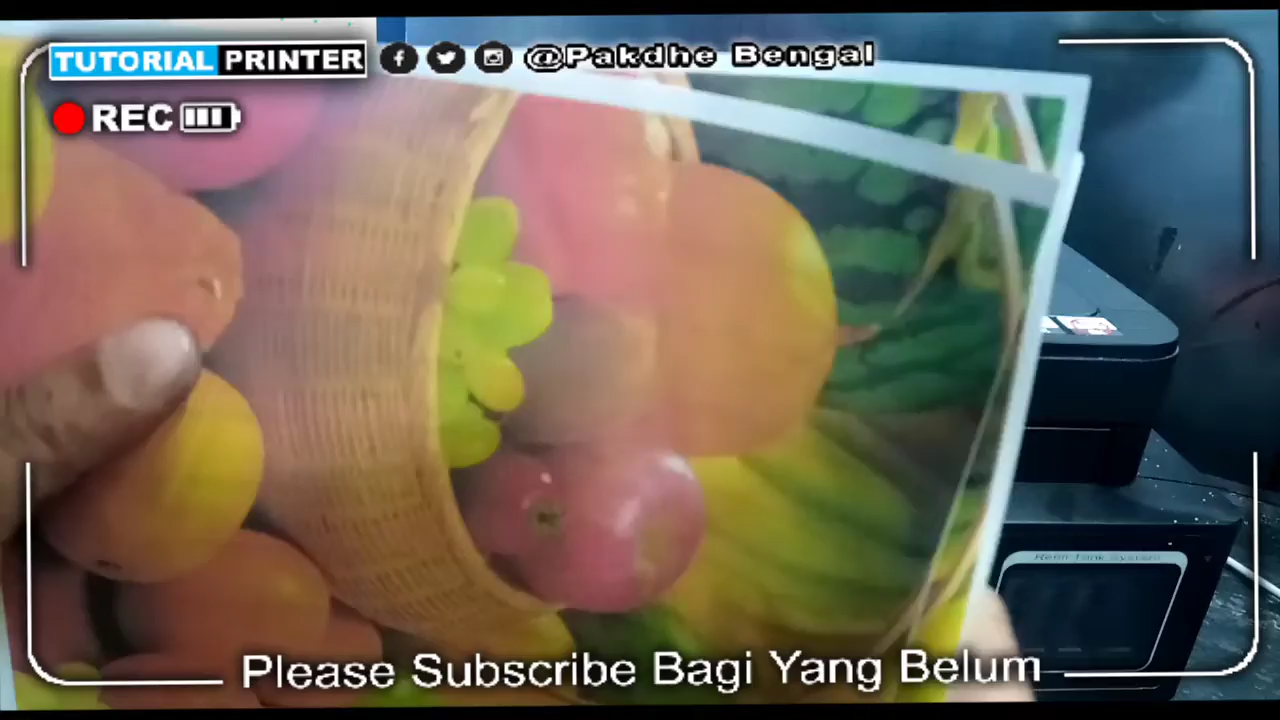 TUTORIAL PRINTER @Pakdhe Bengal
REC
Refill Tank System
Please Subscribe Bagi Yang Belum